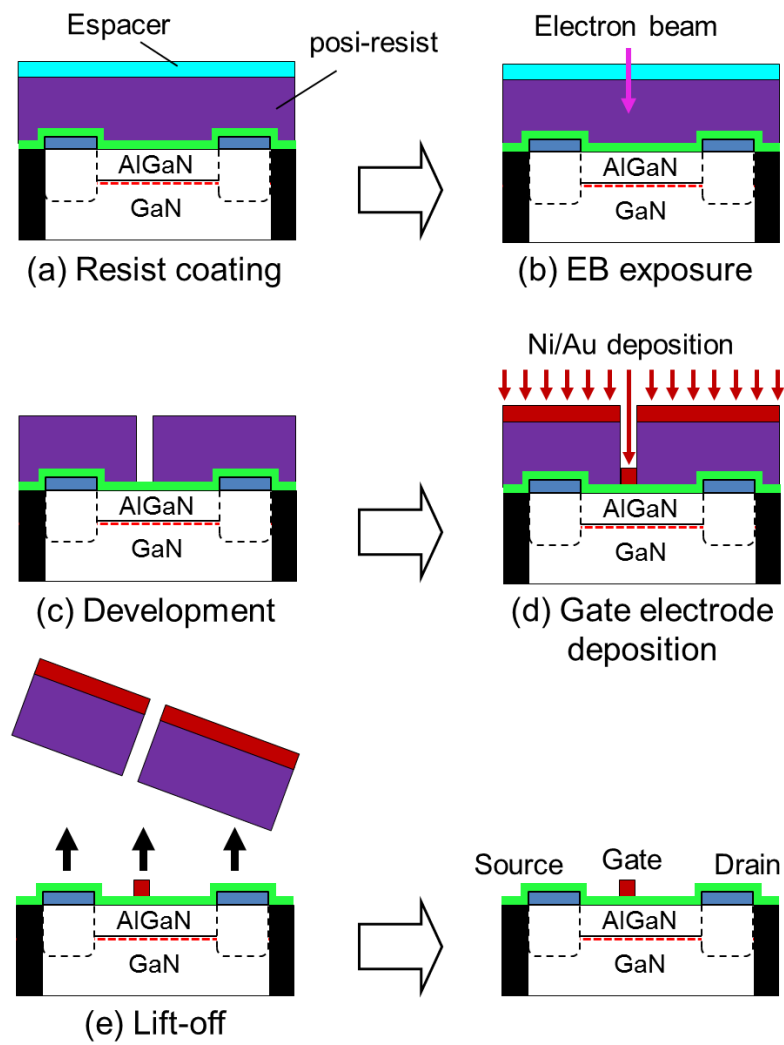 Espacer
posi-resist
AlGaN
GaN
(a) Resist coating
Electron beam
AlGaN
GaN
(b) EB exposure
AlGaN
GaN
(c) Development
Ni/Au deposition
AlGaN
GaN
(d) Gate electrode
deposition
AlGaN
GaN
(e) Lift-off
Source
Gate
Drain
AlGaN
GaN